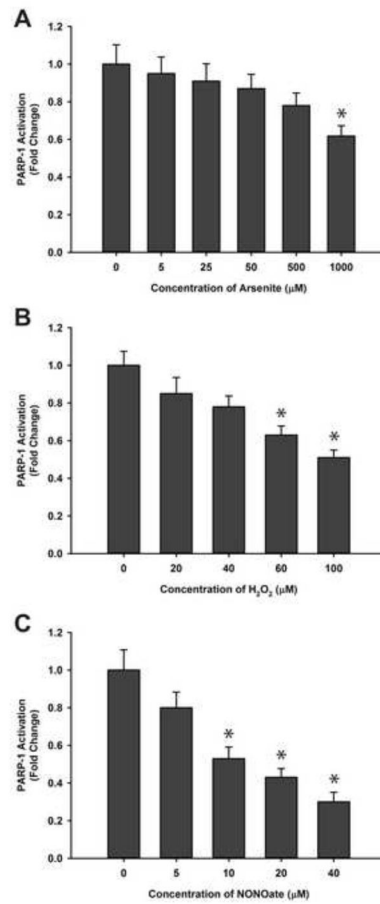 A
PARP-1 Activation
(Fold Change)
1.2
1.0
0.8
0.6
0.4
0.2
0.0
*
0 5 25 50 500 1000
Concentration of Arsenite (μM)
B
PARP-1 Activation
(Fold Change)
1.2
1.0
0.8
0.6
0.4
0.2
0.0
* *
0 20 40 60 100
Concentration of H₂O₂ (μM)
C
PARP-1 Activation
(Fold Change)
1.2
1.0
0.8
0.6
0.4
0.2
0.0
* * *
0 5 10 20 40
Concentration of NONOate (μM)